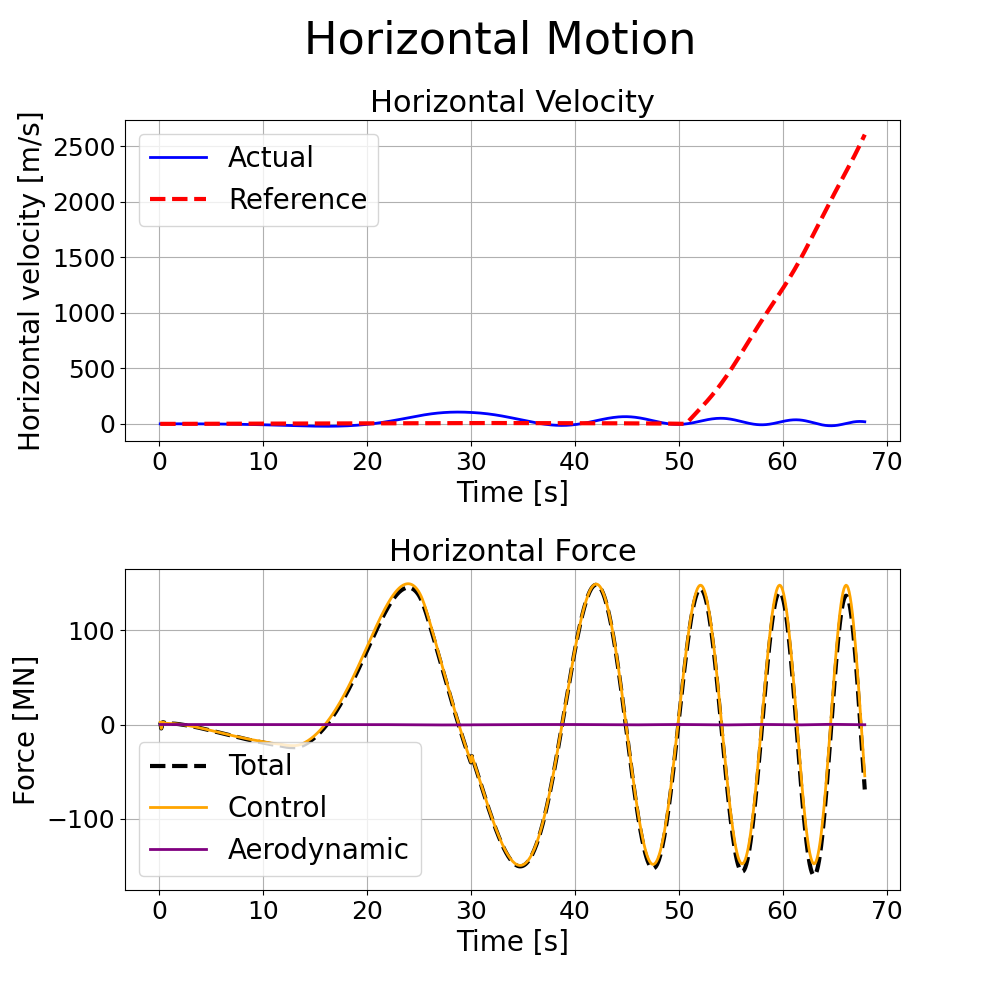 Horizontal Motion
Horizontal Velocity
Horizontal velocity [m/s]
2500
2000
1500
1000
500
0
Actual
Reference
0 10 20 30 40 50 60 70
Time [s]
Horizontal Force
Force [MN]
100
0
−100
Total
Control
Aerodynamic
0 10 20 30 40 50 60 70
Time [s]